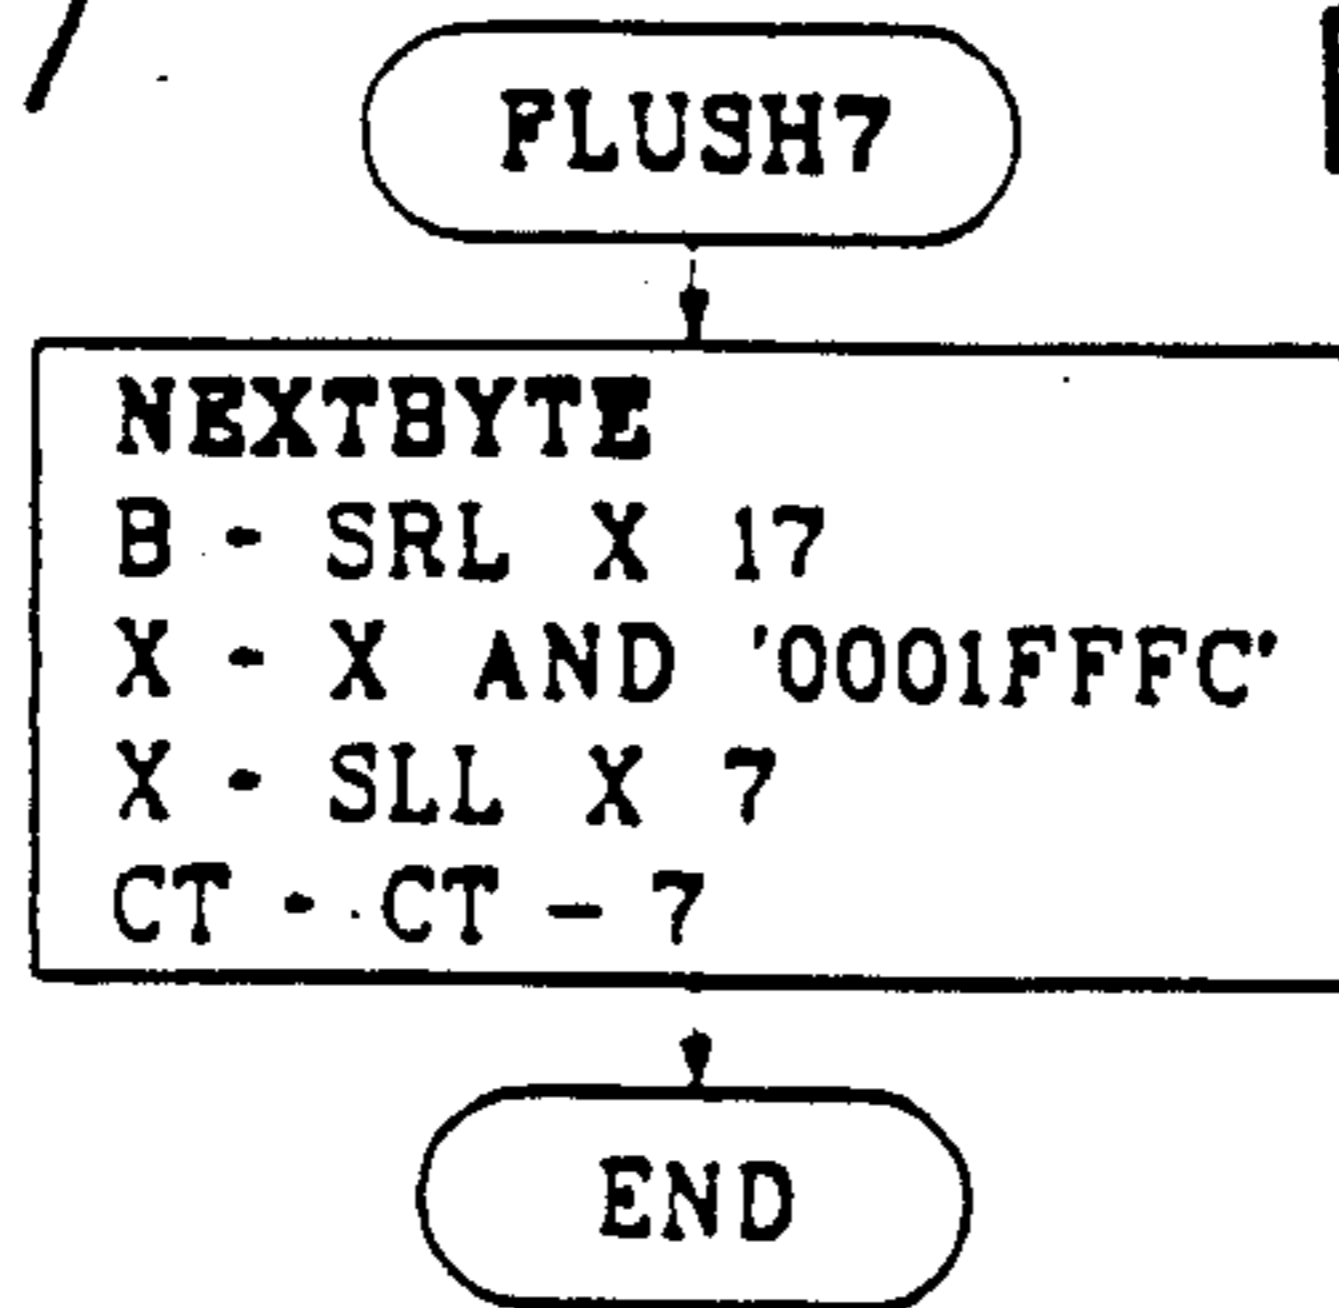 FLUSH7
NEXTBYTE
B - SRL X 17
X - X AND '0001FFFC'
X - SLL X 7
CT - CT – 7
END